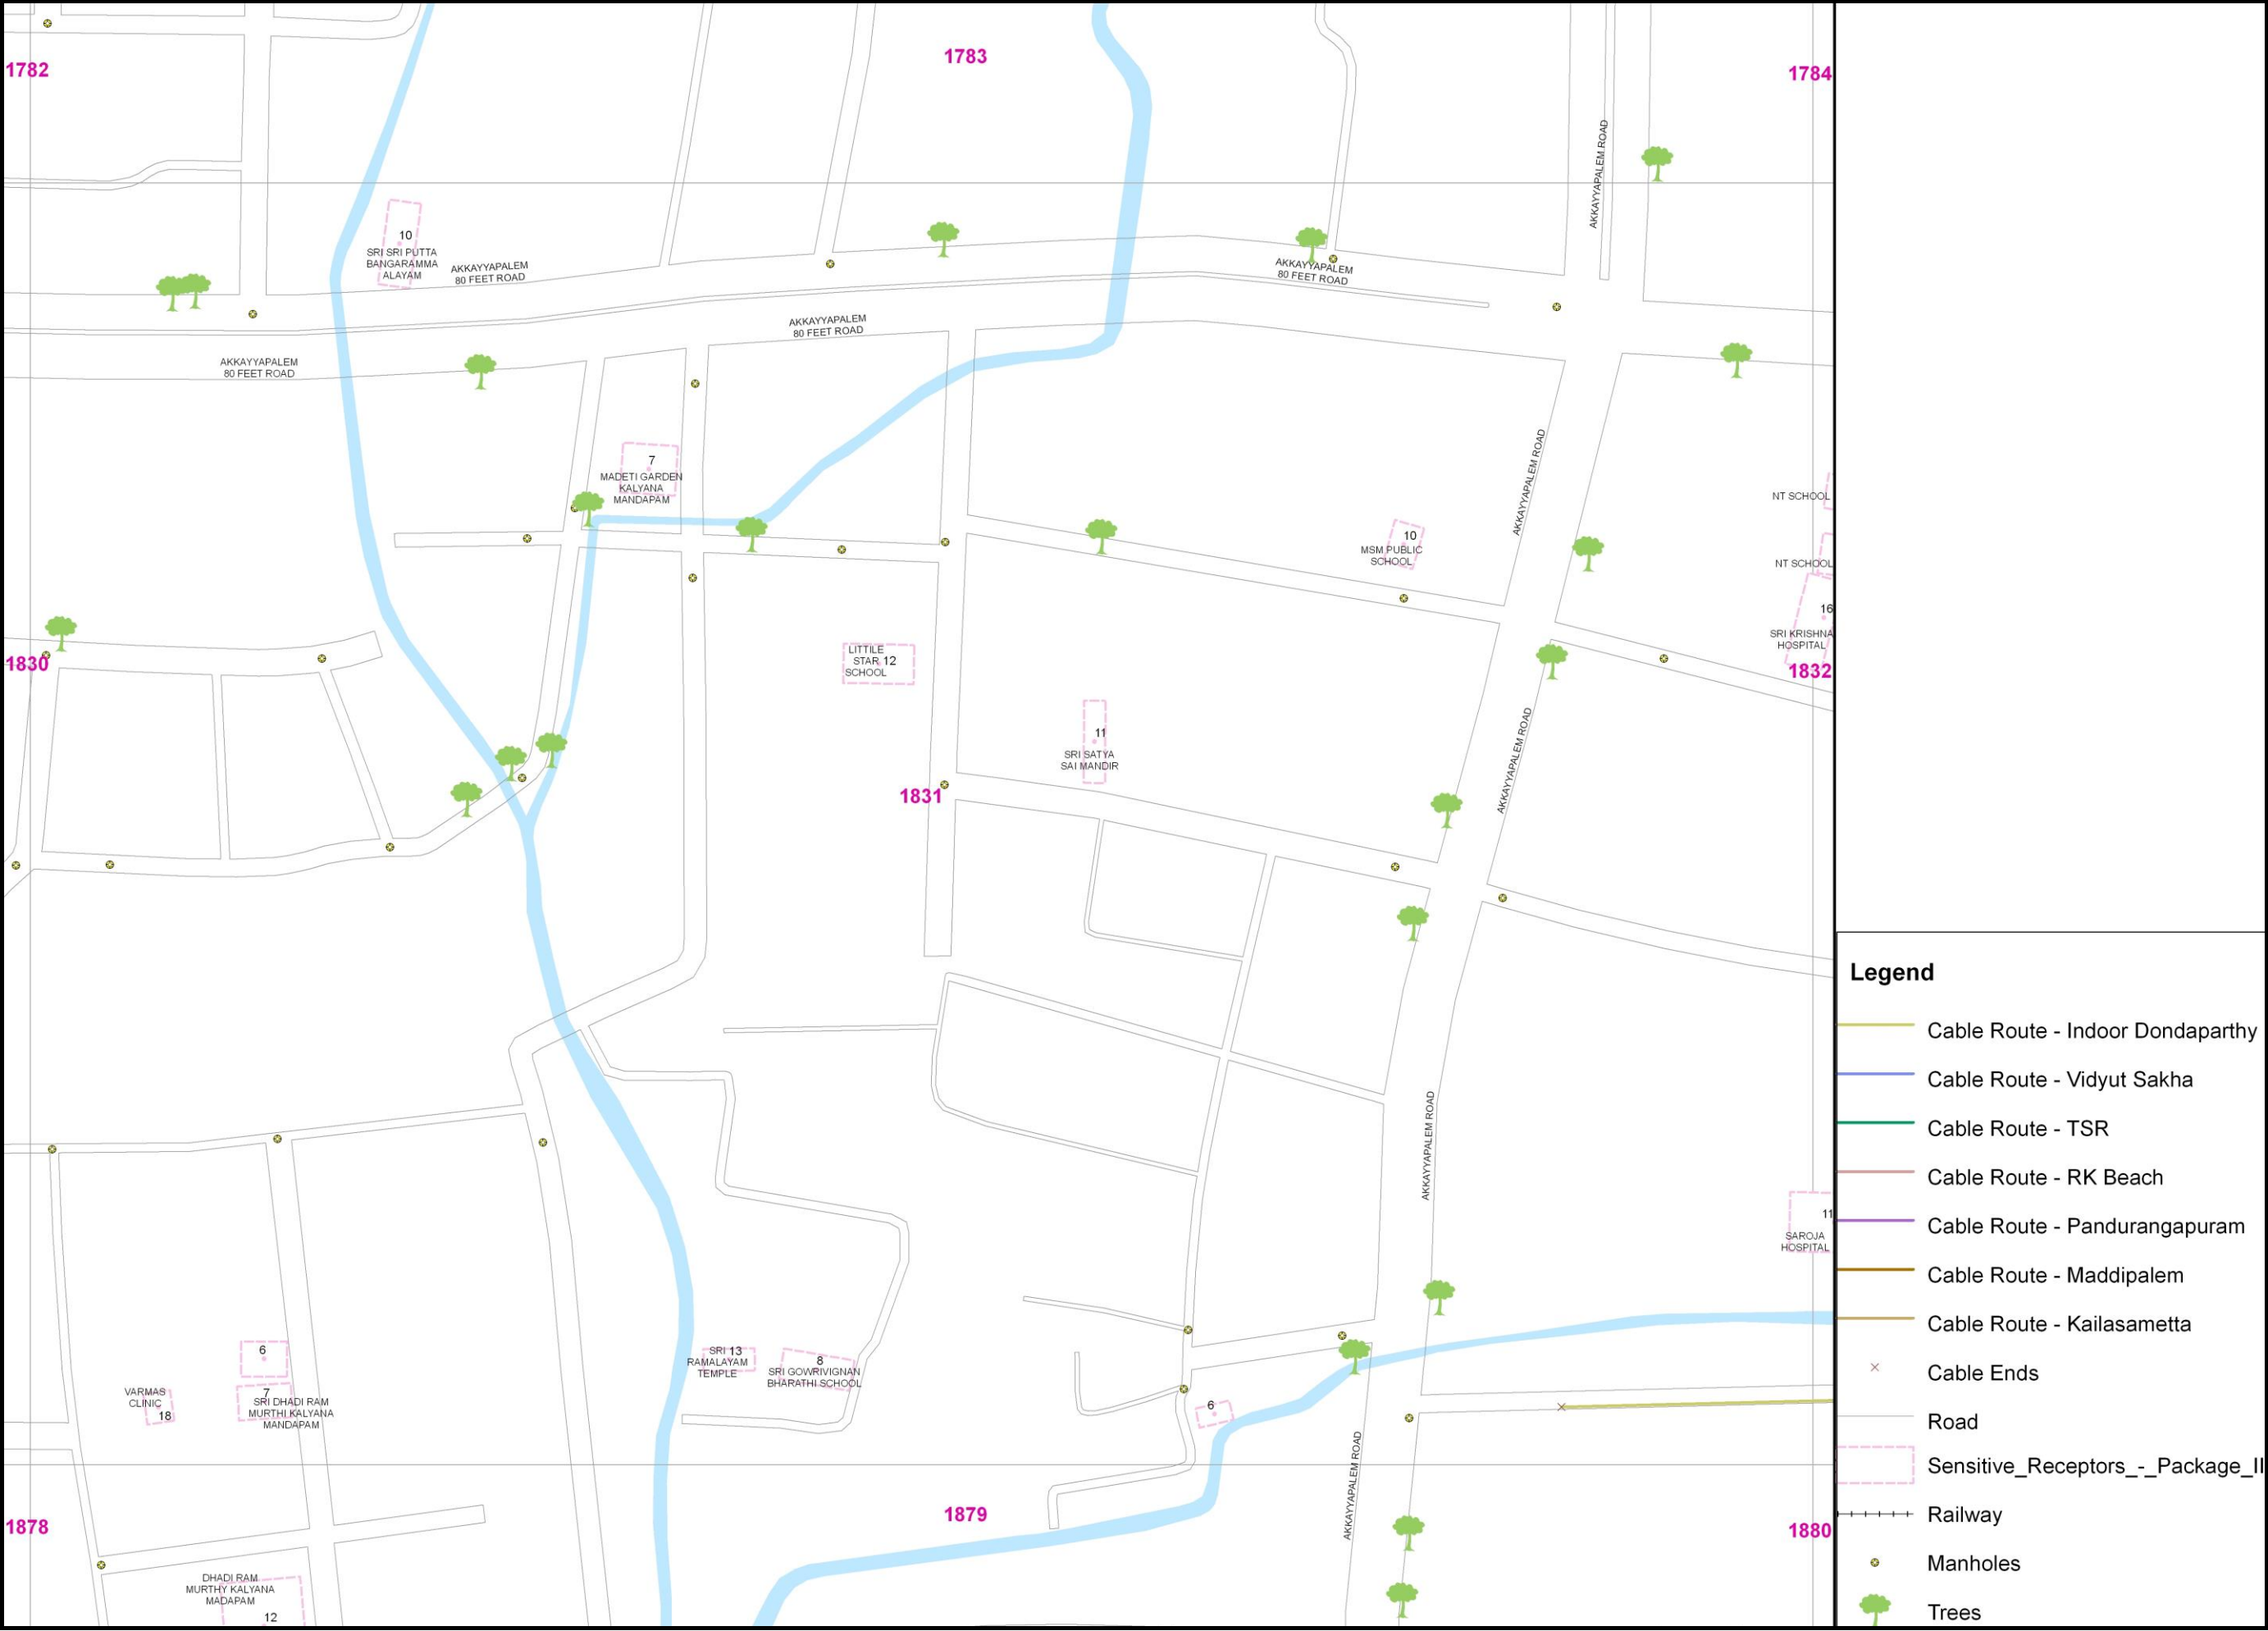 1782
1783
1784
AKKAYYAPALEM ROAD
10
SRI SRI PUTTA
BANGARAMMA
ALAYAM
AKKAYYAPALEM
80 FEET ROAD
AKKAYYAPALEM
80 FEET ROAD
AKKAYYAPALEM
80 FEET ROAD
AKKAYYAPALEM
80 FEET ROAD
7
MADETI GARDEN
KALYANA
MANDAPAM
AKKAYYAPALEM ROAD
NT SCHOOL
10
MSM PUBLIC
SCHOOL
NT SCHOOL
16
SRI KRISHNA
HOSPITAL
1830
LITTILE
STAR 12
SCHOOL
1832
11
SRI SATYA
SAI MANDIR
AKKAYYAPALEM ROAD
1831
AKKAYYAPALEM ROAD
11
SAROJA
HOSPITAL
6
SRI 13
RAMALAYAM
TEMPLE
8
SRI GOWRIVIGNAN
BHARATHI SCHOOL
VARMAS
CLINIC
18
7
SRI DHADI RAM
MURTHI KALYANA
MANDAPAM
6
AKKAYYAPALEM ROAD
1878
1879
1880
DHADI RAM
MURTHY KALYANA
MADAPAM
12
Legend
Cable Route - Indoor Dondaparthy
Cable Route - Vidyut Sakha
Cable Route - TSR
Cable Route - RK Beach
Cable Route - Pandurangapuram
Cable Route - Maddipalem
Cable Route - Kailasametta
Cable Ends
Road
Sensitive_Receptors_-_Package_II
Railway
Manholes
Trees